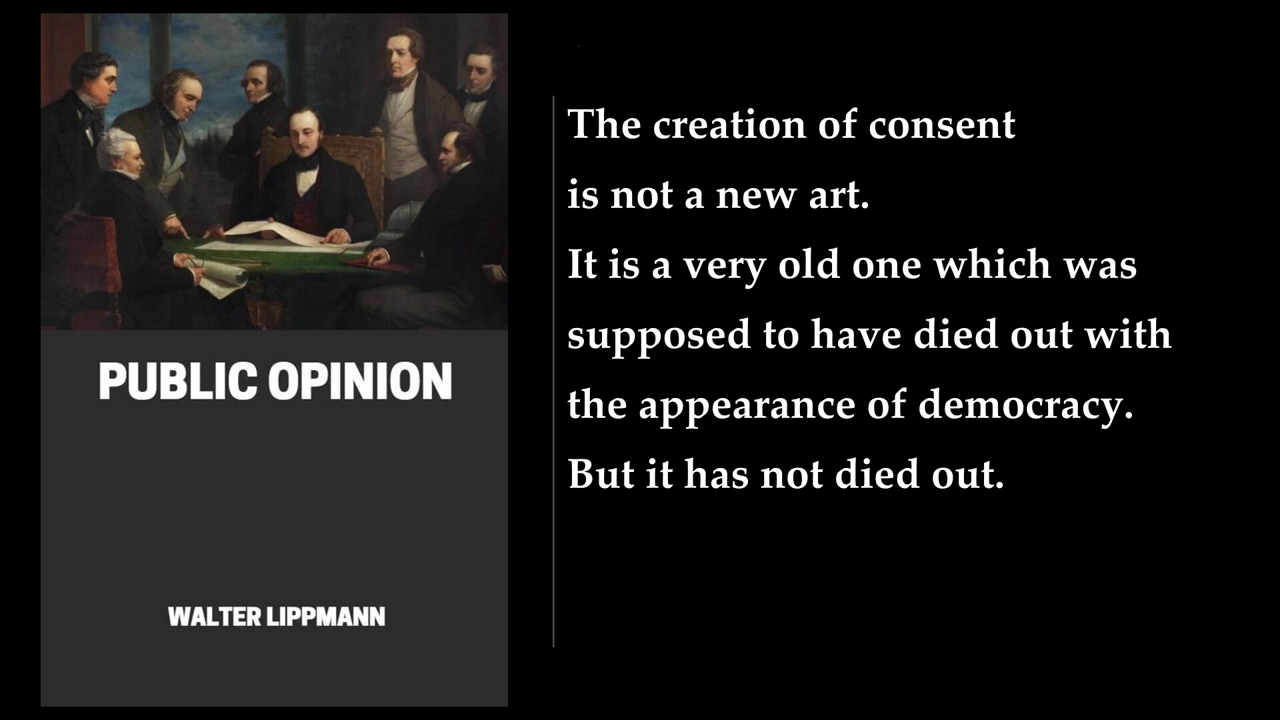 PUBLIC OPINION
WALTER LIPPMANN
The creation of consent
is not a new art.
It is a very old one which was
supposed to have died out with
the appearance of democracy.
But it has not died out.